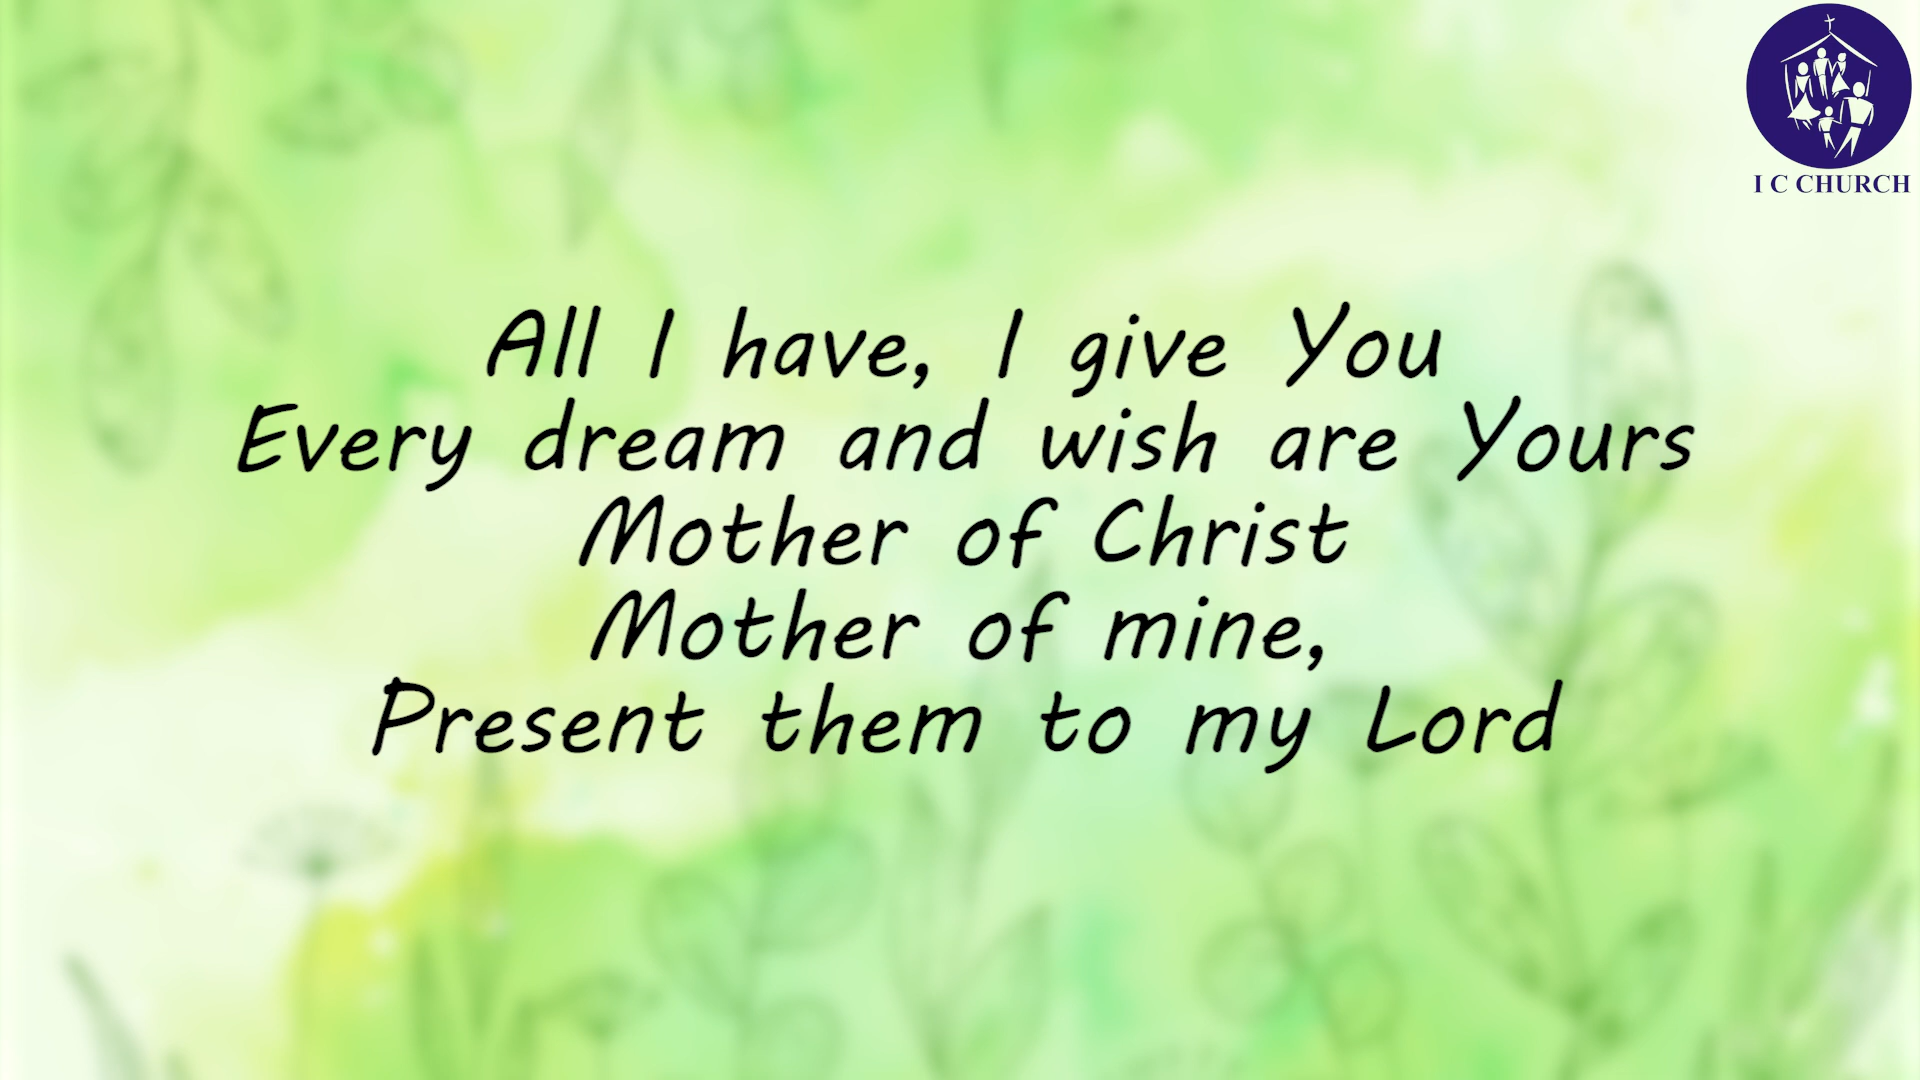 I C CHURCH
All I have, I give You
Every dream and wish are Yours
Mother of Christ
Mother of mine,
Present them to my Lord